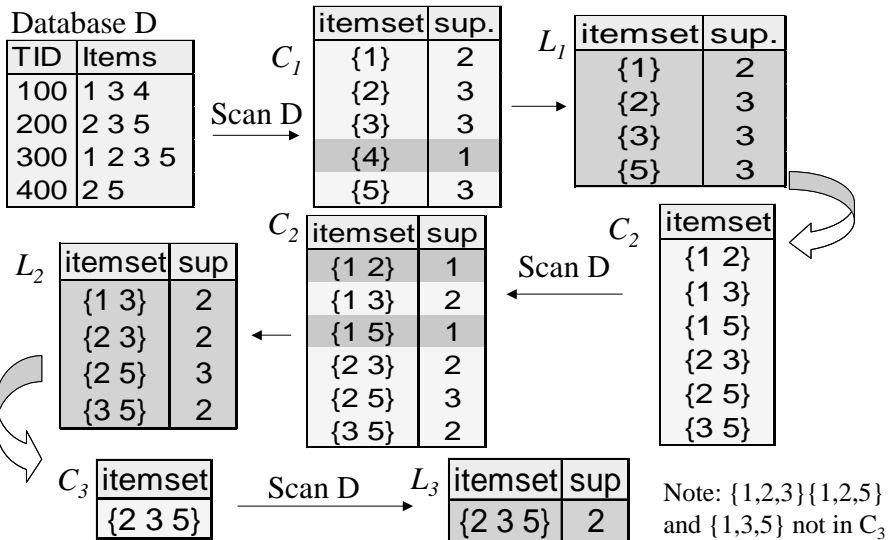 Database D
TID Items
100 1 3 4
200 2 3 5
300 1 2 3 5
400 2 5
Scan D
C1
itemset sup.
{1} 2
{2} 3
{3} 3
{4} 1
{5} 3
L1
itemset sup.
{1} 2
{2} 3
{3} 3
{5} 3
C2
itemset
{1 2}
{1 3}
{1 5}
{2 3}
{2 5}
{3 5}
Scan D
C2
itemset sup
{1 2} 1
{1 3} 2
{1 5} 1
{2 3} 2
{2 5} 3
{3 5} 2
L2
itemset sup
{1 3} 2
{2 3} 2
{2 5} 3
{3 5} 2
C3
itemset
{2 3 5}
Scan D
L3
itemset sup
{2 3 5} 2
Note: {1,2,3}{1,2,5}
and {1,3,5} not in C3